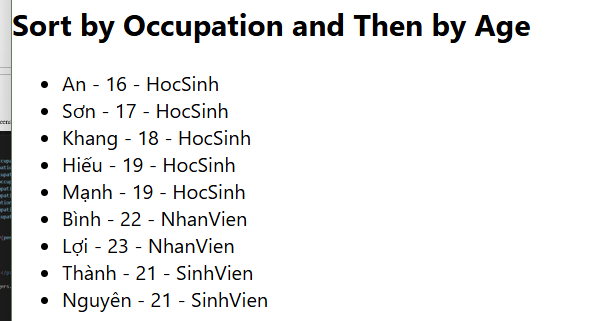 Sort by Occupation and Then by Age
An - 16 - HocSinh
Sơn - 17 - HocSinh
Khang - 18 - HocSinh
Hiếu - 19 - HocSinh
Mạnh - 19 - HocSinh
Bình - 22 - NhanVien
Lợi - 23 - NhanVien
Thành - 21 - SinhVien
Nguyên - 21 - SinhVien